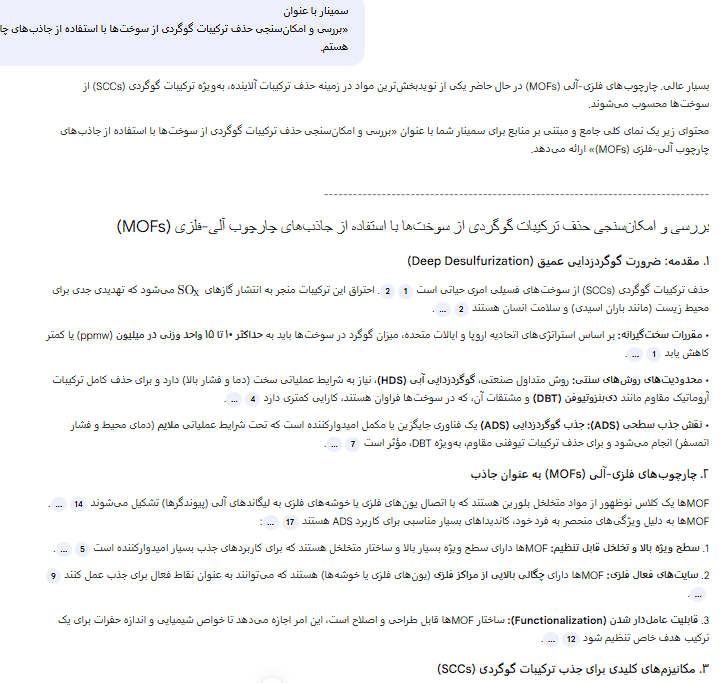 سمینار با عنوان
«بررسی و امکان‌سنجی حذف ترکیبات گوگردی از سوخت‌ها با استفاده از جاذب‌های
هستم.
بسیار عالی. چارچوب‌های فلزی-آلی (MOFs) در حال حاضر یکی از نویدبخش‌ترین مواد در زمینه حذف ترکیبات آلاینده، به‌ویژه ترکیبات گوگردی (SCCs) از
سوخت‌ها محسوب می‌شوند.
محتوای زیر یک نمای کلی جامع و مبتنی بر منابع برای سمینار شما با عنوان «بررسی و امکان‌سنجی حذف ترکیبات گوگردی از سوخت‌ها با استفاده از جاذب‌های
چارچوب آلی-فلزی (MOFs)» ارائه می‌دهد.
--------------------------------------------------------------------------------
بررسی و امکان‌سنجی حذف ترکیبات گوگردی از سوخت‌ها با استفاده از جاذب‌های چارچوب آلی-فلزی (MOFs)
۱. مقدمه: ضرورت گوگردزدایی عمیق (Deep Desulfurization)
حذف ترکیبات گوگردی (SCCs) از سوخت‌های فسیلی امری حیاتی است 1 2. احتراق این ترکیبات منجر به انتشار گازهای SOX می‌شود که تهدیدی جدی برای
محیط زیست (مانند باران اسیدی) و سلامت انسان هستند 2 ... .
• مقررات سخت‌گیرانه: بر اساس استراتژی‌های اتحادیه اروپا و ایالات متحده، میزان گوگرد در سوخت‌ها باید به حداکثر ۱۰ تا ۱۵ واحد وزنی در میلیون (ppmw) یا کمتر
کاهش یابد 1 ... .
• محدودیت‌های روش‌های سنتی: روش متداول صنعتی، گوگردزدایی آبی (HDS)، نیاز به شرایط عملیاتی سخت (دما و فشار بالا) دارد و برای حذف کامل ترکیبات
آروماتیک مقاوم مانند دی‌بنزوتیوفن (DBT) و مشتقات آن، که در سوخت‌ها فراوان هستند، کارایی کمتری دارد 4 ... .
• نقش جذب سطحی (ADS): جذب گوگردزدایی (ADS) یک فناوری جایگزین یا مکمل امیدوارکننده است که تحت شرایط عملیاتی ملایم (دمای محیط و فشار
اتمسفر) انجام می‌شود و برای حذف ترکیبات تیوفنی مقاوم، به‌ویژه DBT، مؤثر است 7 ... .
۲. چارچوب‌های فلزی-آلی (MOFs) به عنوان جاذب
MOFها یک کلاس نوظهور از مواد متخلخل بلورین هستند که با اتصال یون‌های فلزی یا خوشه‌های فلزی به لیگاندهای آلی (پیوندگرها) تشکیل می‌شوند 14 ... .
MOFها به دلیل ویژگی‌های منحصر به فرد خود، کاندیداهای بسیار مناسبی برای کاربرد ADS هستند 17 ... :
1. سطح ویژه بالا و تخلخل قابل تنظیم: MOFها دارای سطح ویژه بسیار بالا و ساختار متخلخل هستند که برای کاربردهای جذب بسیار امیدوارکننده است 5 ... .
2. سایت‌های فعال فلزی: MOFها دارای چگالی بالایی از مراکز فلزی (یون‌های فلزی یا خوشه‌ها) هستند که می‌توانند به عنوان نقاط فعال برای جذب عمل کنند 9
... .
3. قابلیت عامل‌دار شدن (Functionalization): ساختار MOFها قابل طراحی و اصلاح است، این امر اجازه می‌دهد تا خواص شیمیایی و اندازه حفرات برای یک
ترکیب هدف خاص تنظیم شود 12 ... .
۳. مکانیزم‌های کلیدی برای جذب ترکیبات گوگردی (SCCs)